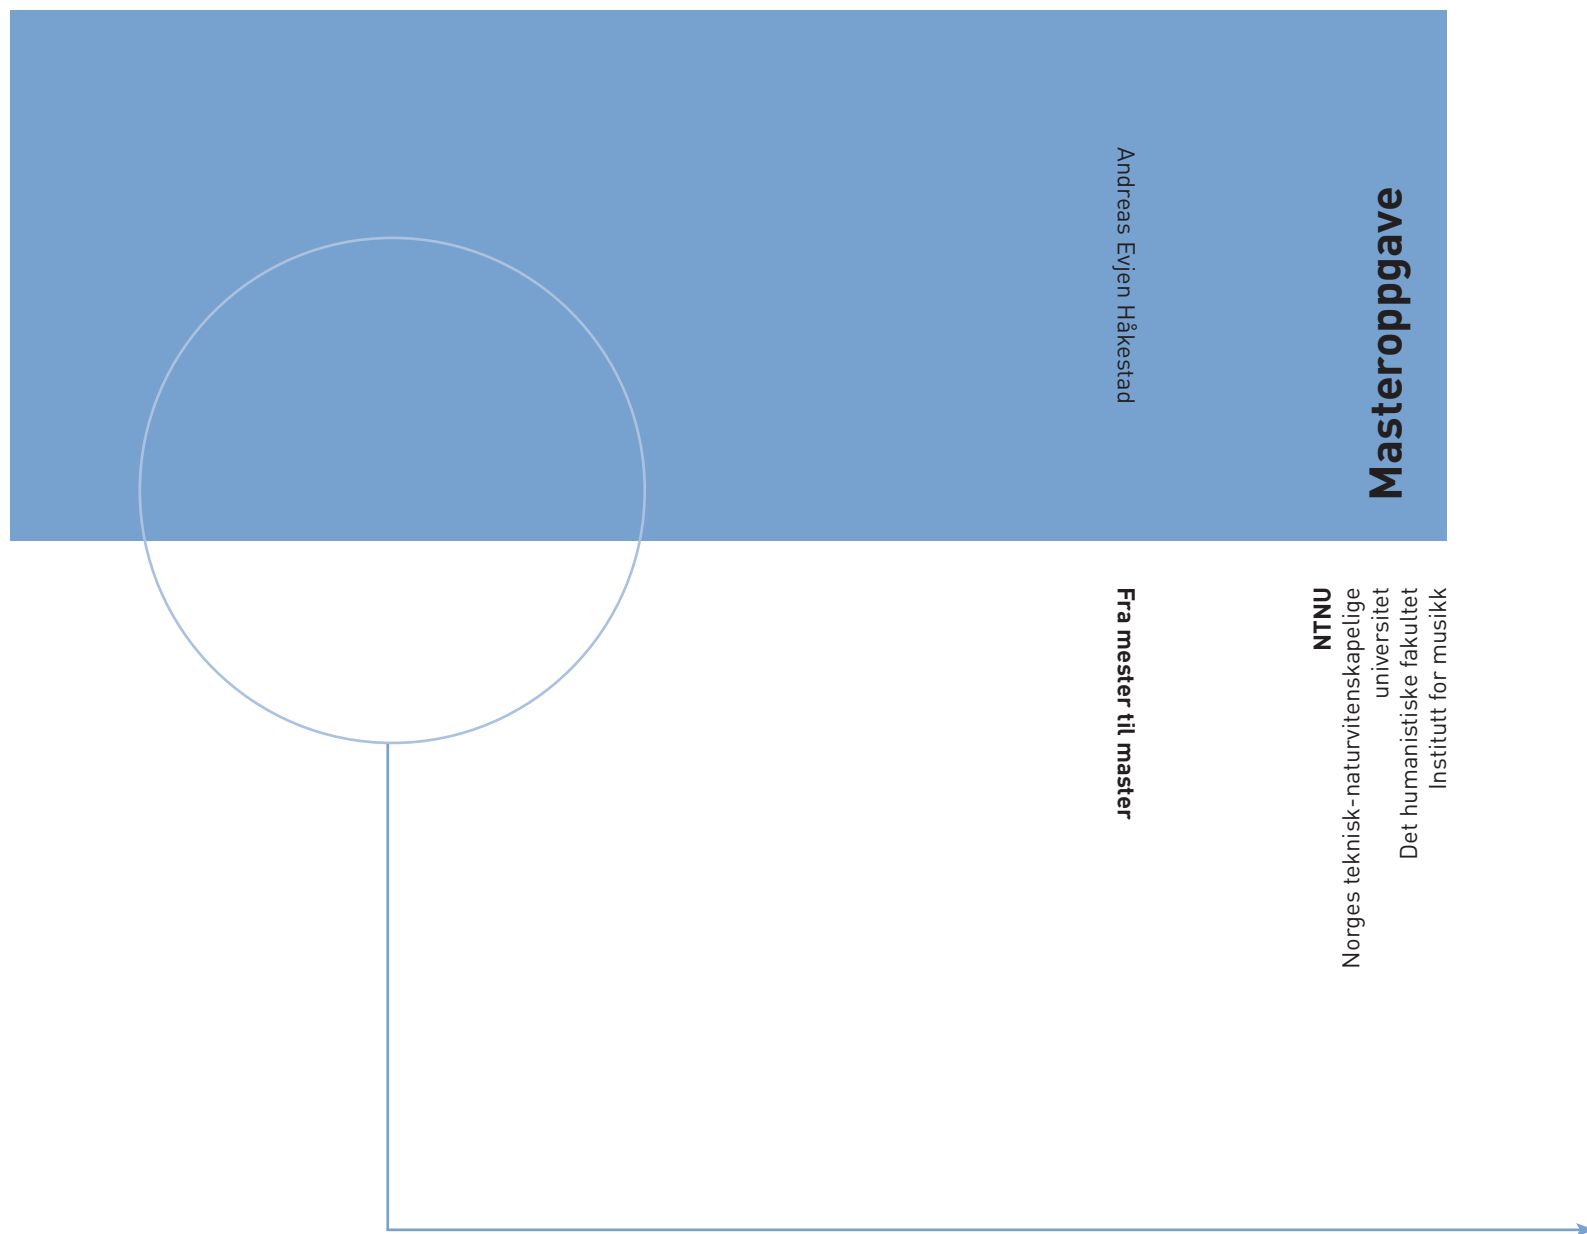 Masteroppgave
NTNU
Norges teknisk-naturvitenskapelige
universitet
Det humanistiske fakultet
Institutt for musikk
Andreas Evjen Håkestad
Fra mester til master